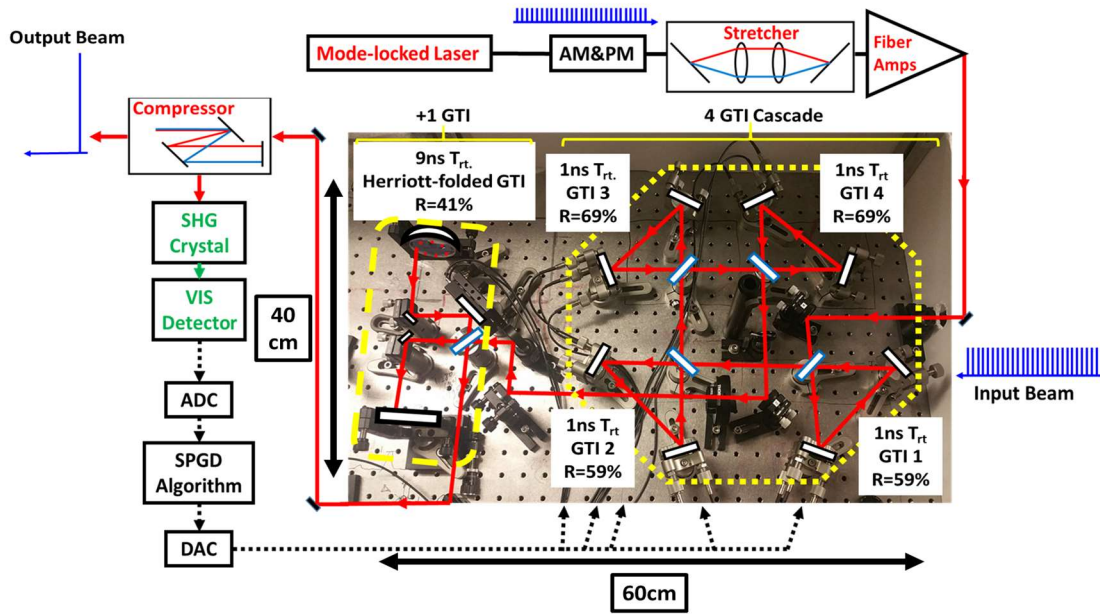 Output Beam
Mode-locked Laser
AM&PM
Stretcher
Fiber
Amps
Compressor
+1 GTI
4 GTI Cascade
9ns Trt.
Herriott-folded GTI
R=41%
1ns Trt.
GTI 3
R=69%
1ns Trt
GTI 4
R=69%
SHG
Crystal
VIS
Detector
40
cm
ADC
SPGD
Algorithm
DAC
Input Beam
1ns Trt
GTI 2
R=59%
1ns Trt
GTI 1
R=59%
60cm